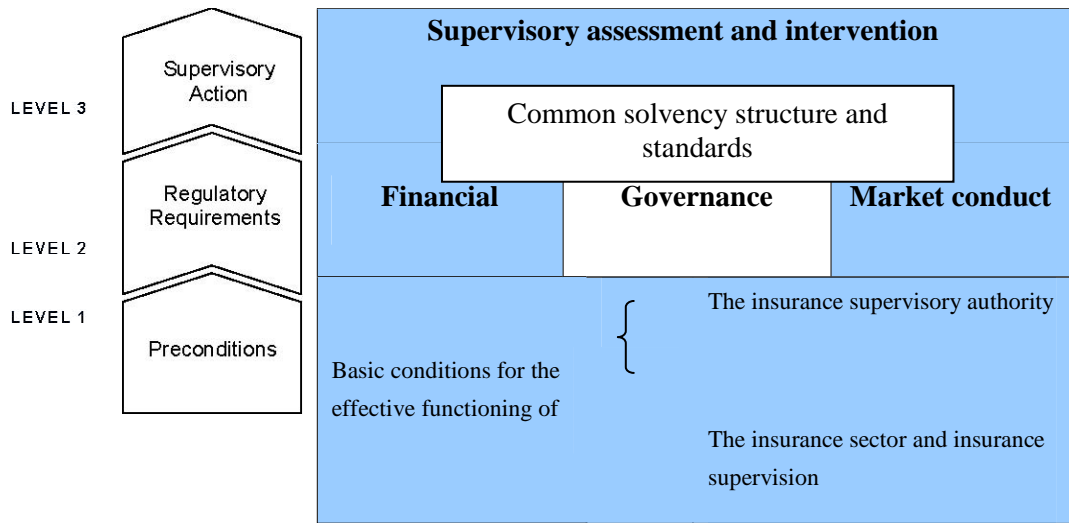 Supervisory assessment and intervention
Supervisory
Action
LEVEL 3
Common solvency structure and
standards
Regulatory
Requirements
Financial
Governance
Market conduct
LEVEL 2
LEVEL 1
Preconditions
The insurance supervisory authority
Basic conditions for the
effective functioning of
The insurance sector and insurance
supervision